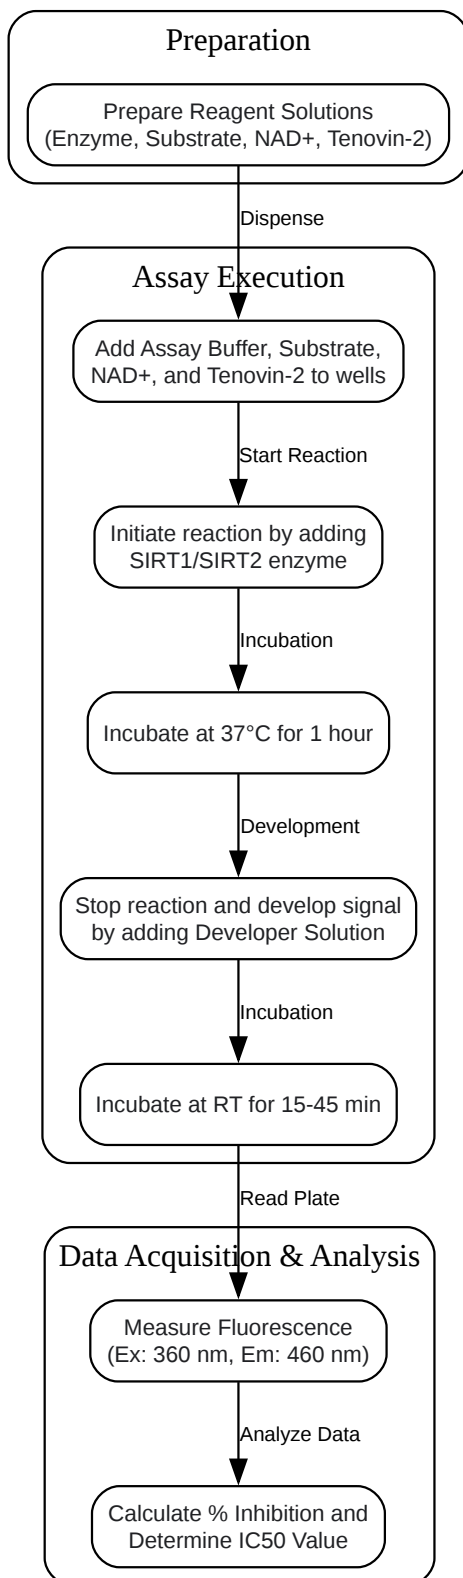 Preparation
Prepare Reagent Solutions
(Enzyme, Substrate, NAD+, Tenovin-2)
Dispense
Assay Execution
Add Assay Buffer, Substrate,
NAD+, and Tenovin-2 to wells
Start Reaction
Initiate reaction by adding
SIRT1/SIRT2 enzyme
Incubation
Incubate at 37°C for 1 hour
Development
Stop reaction and develop signal
by adding Developer Solution
Incubation
Incubate at RT for 15-45 min
Read Plate
Data Acquisition & Analysis
Measure Fluorescence
(Ex: 360 nm, Em: 460 nm)
Analyze Data
Calculate % Inhibition and
Determine IC50 Value